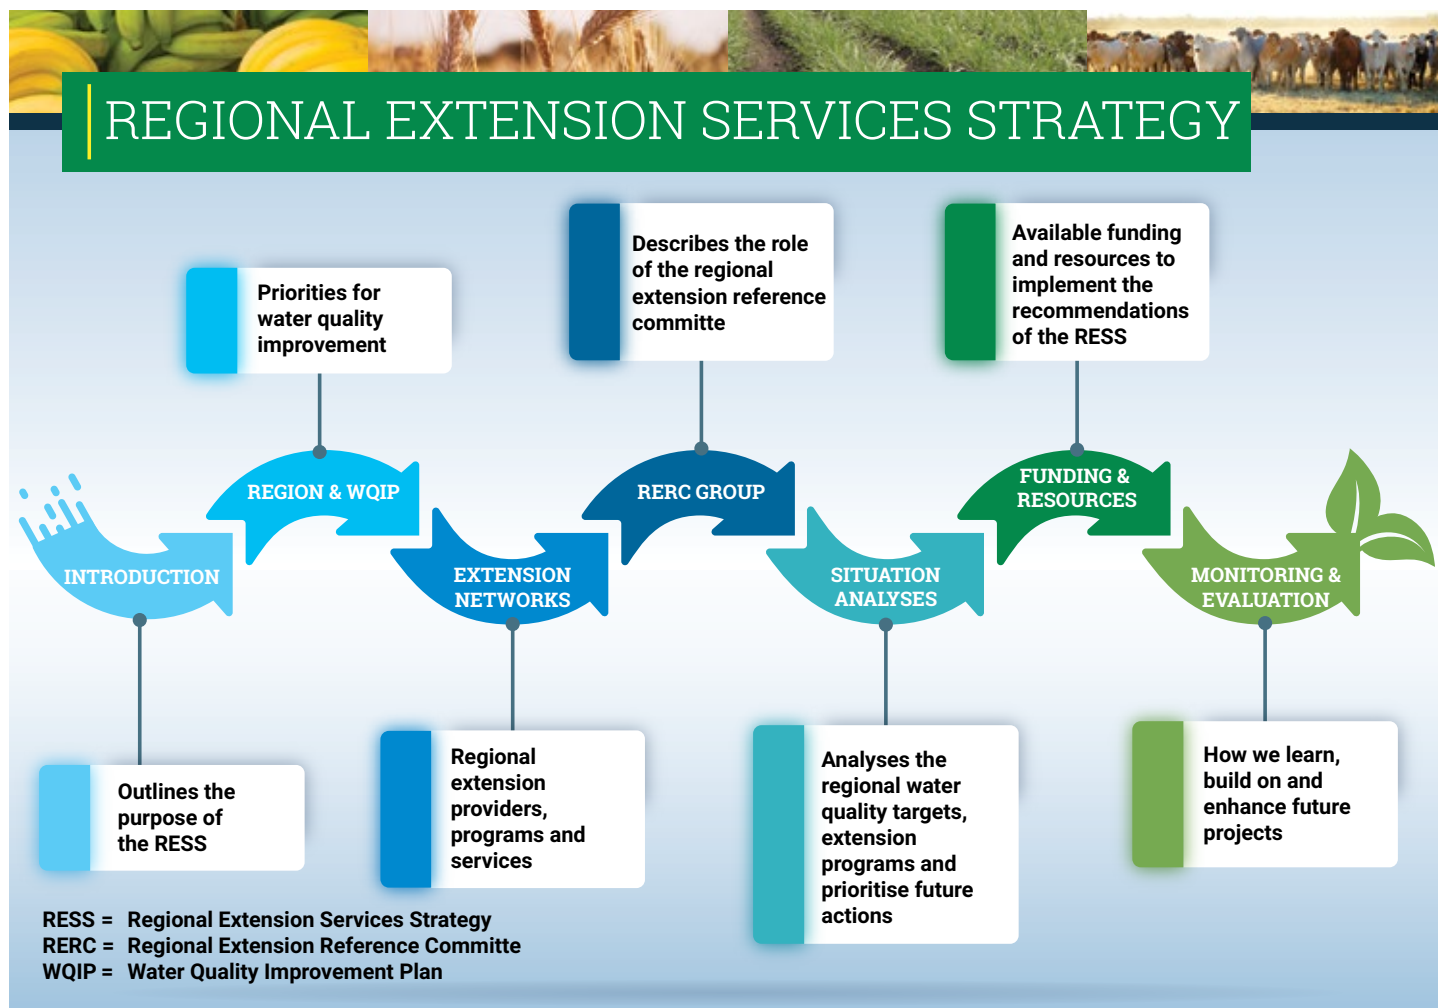 REGIONAL EXTENSION SERVICES STRATEGY
Priorities for
water quality
improvement
Describes the role
of the regional
extension reference
committe
Available funding
and resources to
implement the
recommendations
of the RESS
INTRODUCTION
REGION & WQIP
EXTENSION
NETWORKS
RERC GROUP
SITUATION
ANALYSES
FUNDING &
RESOURCES
MONITORING &
EVALUATION
Outlines the
purpose of
the RESS
Regional
extension
providers,
programs and
services
Analyses the
regional water
quality targets,
extension
programs and
prioritise future
actions
How we learn,
build on and
enhance future
projects
RESS = Regional Extension Services Strategy
RERC = Regional Extension Reference Committe
WQIP = Water Quality Improvement Plan